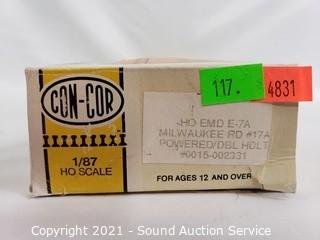 CON-COR
1/87
HO SCALE
117.
4831
HO EMD E-7A
MILWAUKEE RD #17A
POWERED/DBL HDLT
#0015-002331
FOR AGES 12 AND OVER
Copyright 2021 - Sound Auction Service